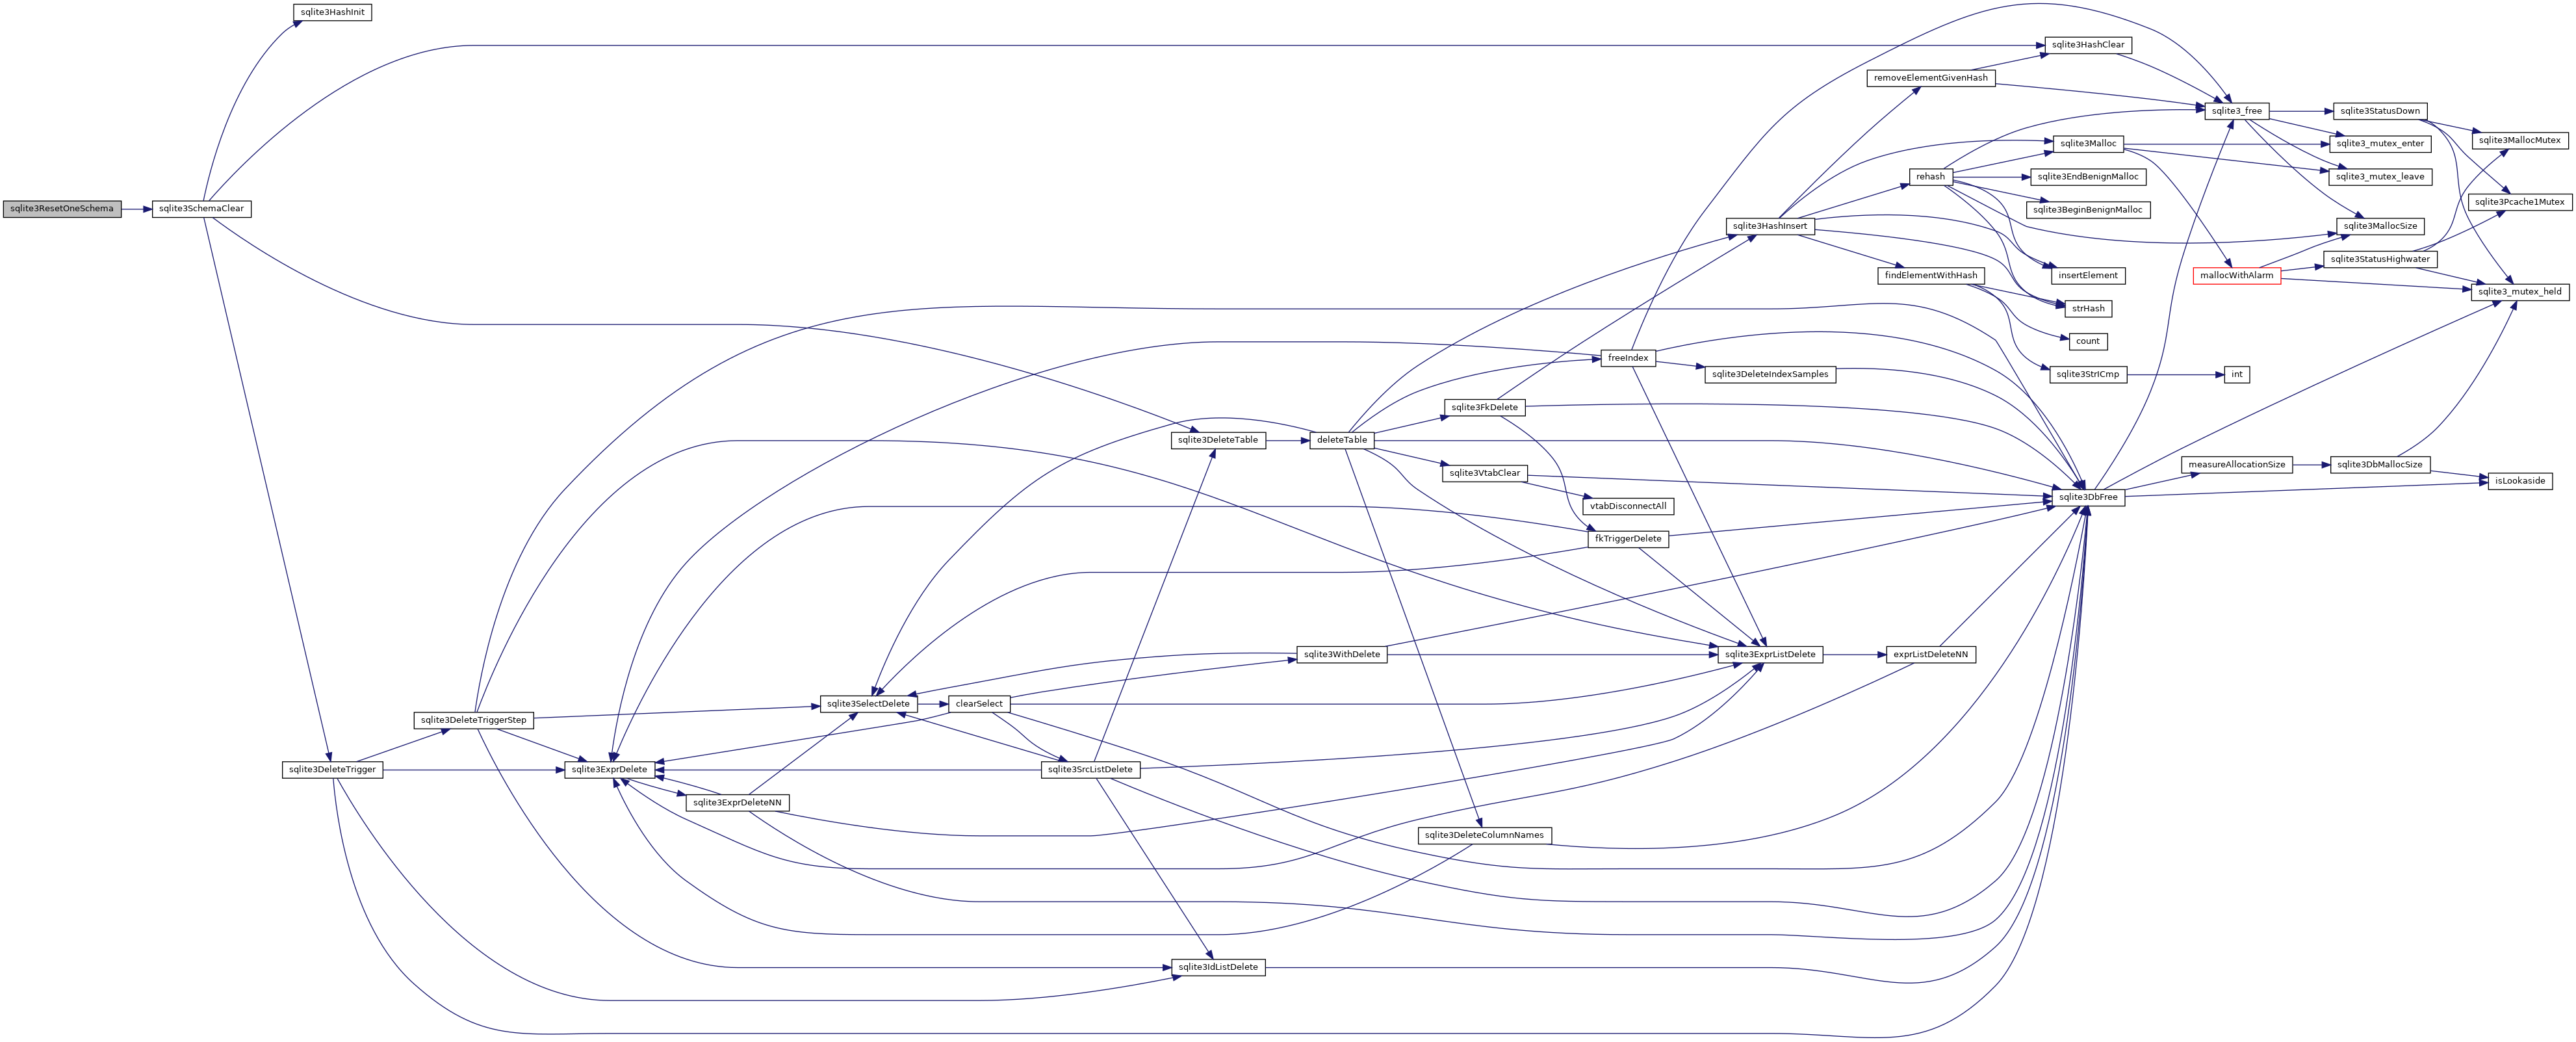 sqlite3HashInit
sqlite3HashClear
removeElementGivenHash
sqlite3_free
sqlite3StatusDown
sqlite3MallocMutex
sqlite3Malloc
sqlite3_mutex_enter
rehash
sqlite3EndBenignMalloc
sqlite3_mutex_leave
sqlite3ResetOneSchema
sqlite3SchemaClear
sqlite3BeginBenignMalloc
sqlite3Pcache1Mutex
sqlite3HashInsert
sqlite3MallocSize
sqlite3StatusHighwater
findElementWithHash
insertElement
mallocWithAlarm
sqlite3_mutex_held
strHash
count
freeIndex
sqlite3DeleteIndexSamples
sqlite3StrICmp
int
sqlite3FkDelete
sqlite3DeleteTable
deleteTable
sqlite3VtabClear
measureAllocationSize
sqlite3DbMallocSize
isLookaside
vtabDisconnectAll
sqlite3DbFree
fkTriggerDelete
sqlite3WithDelete
sqlite3ExprListDelete
exprListDeleteNN
sqlite3SelectDelete
clearSelect
sqlite3DeleteTriggerStep
sqlite3DeleteTrigger
sqlite3ExprDelete
sqlite3SrcListDelete
sqlite3ExprDeleteNN
sqlite3DeleteColumnNames
sqlite3IdListDelete